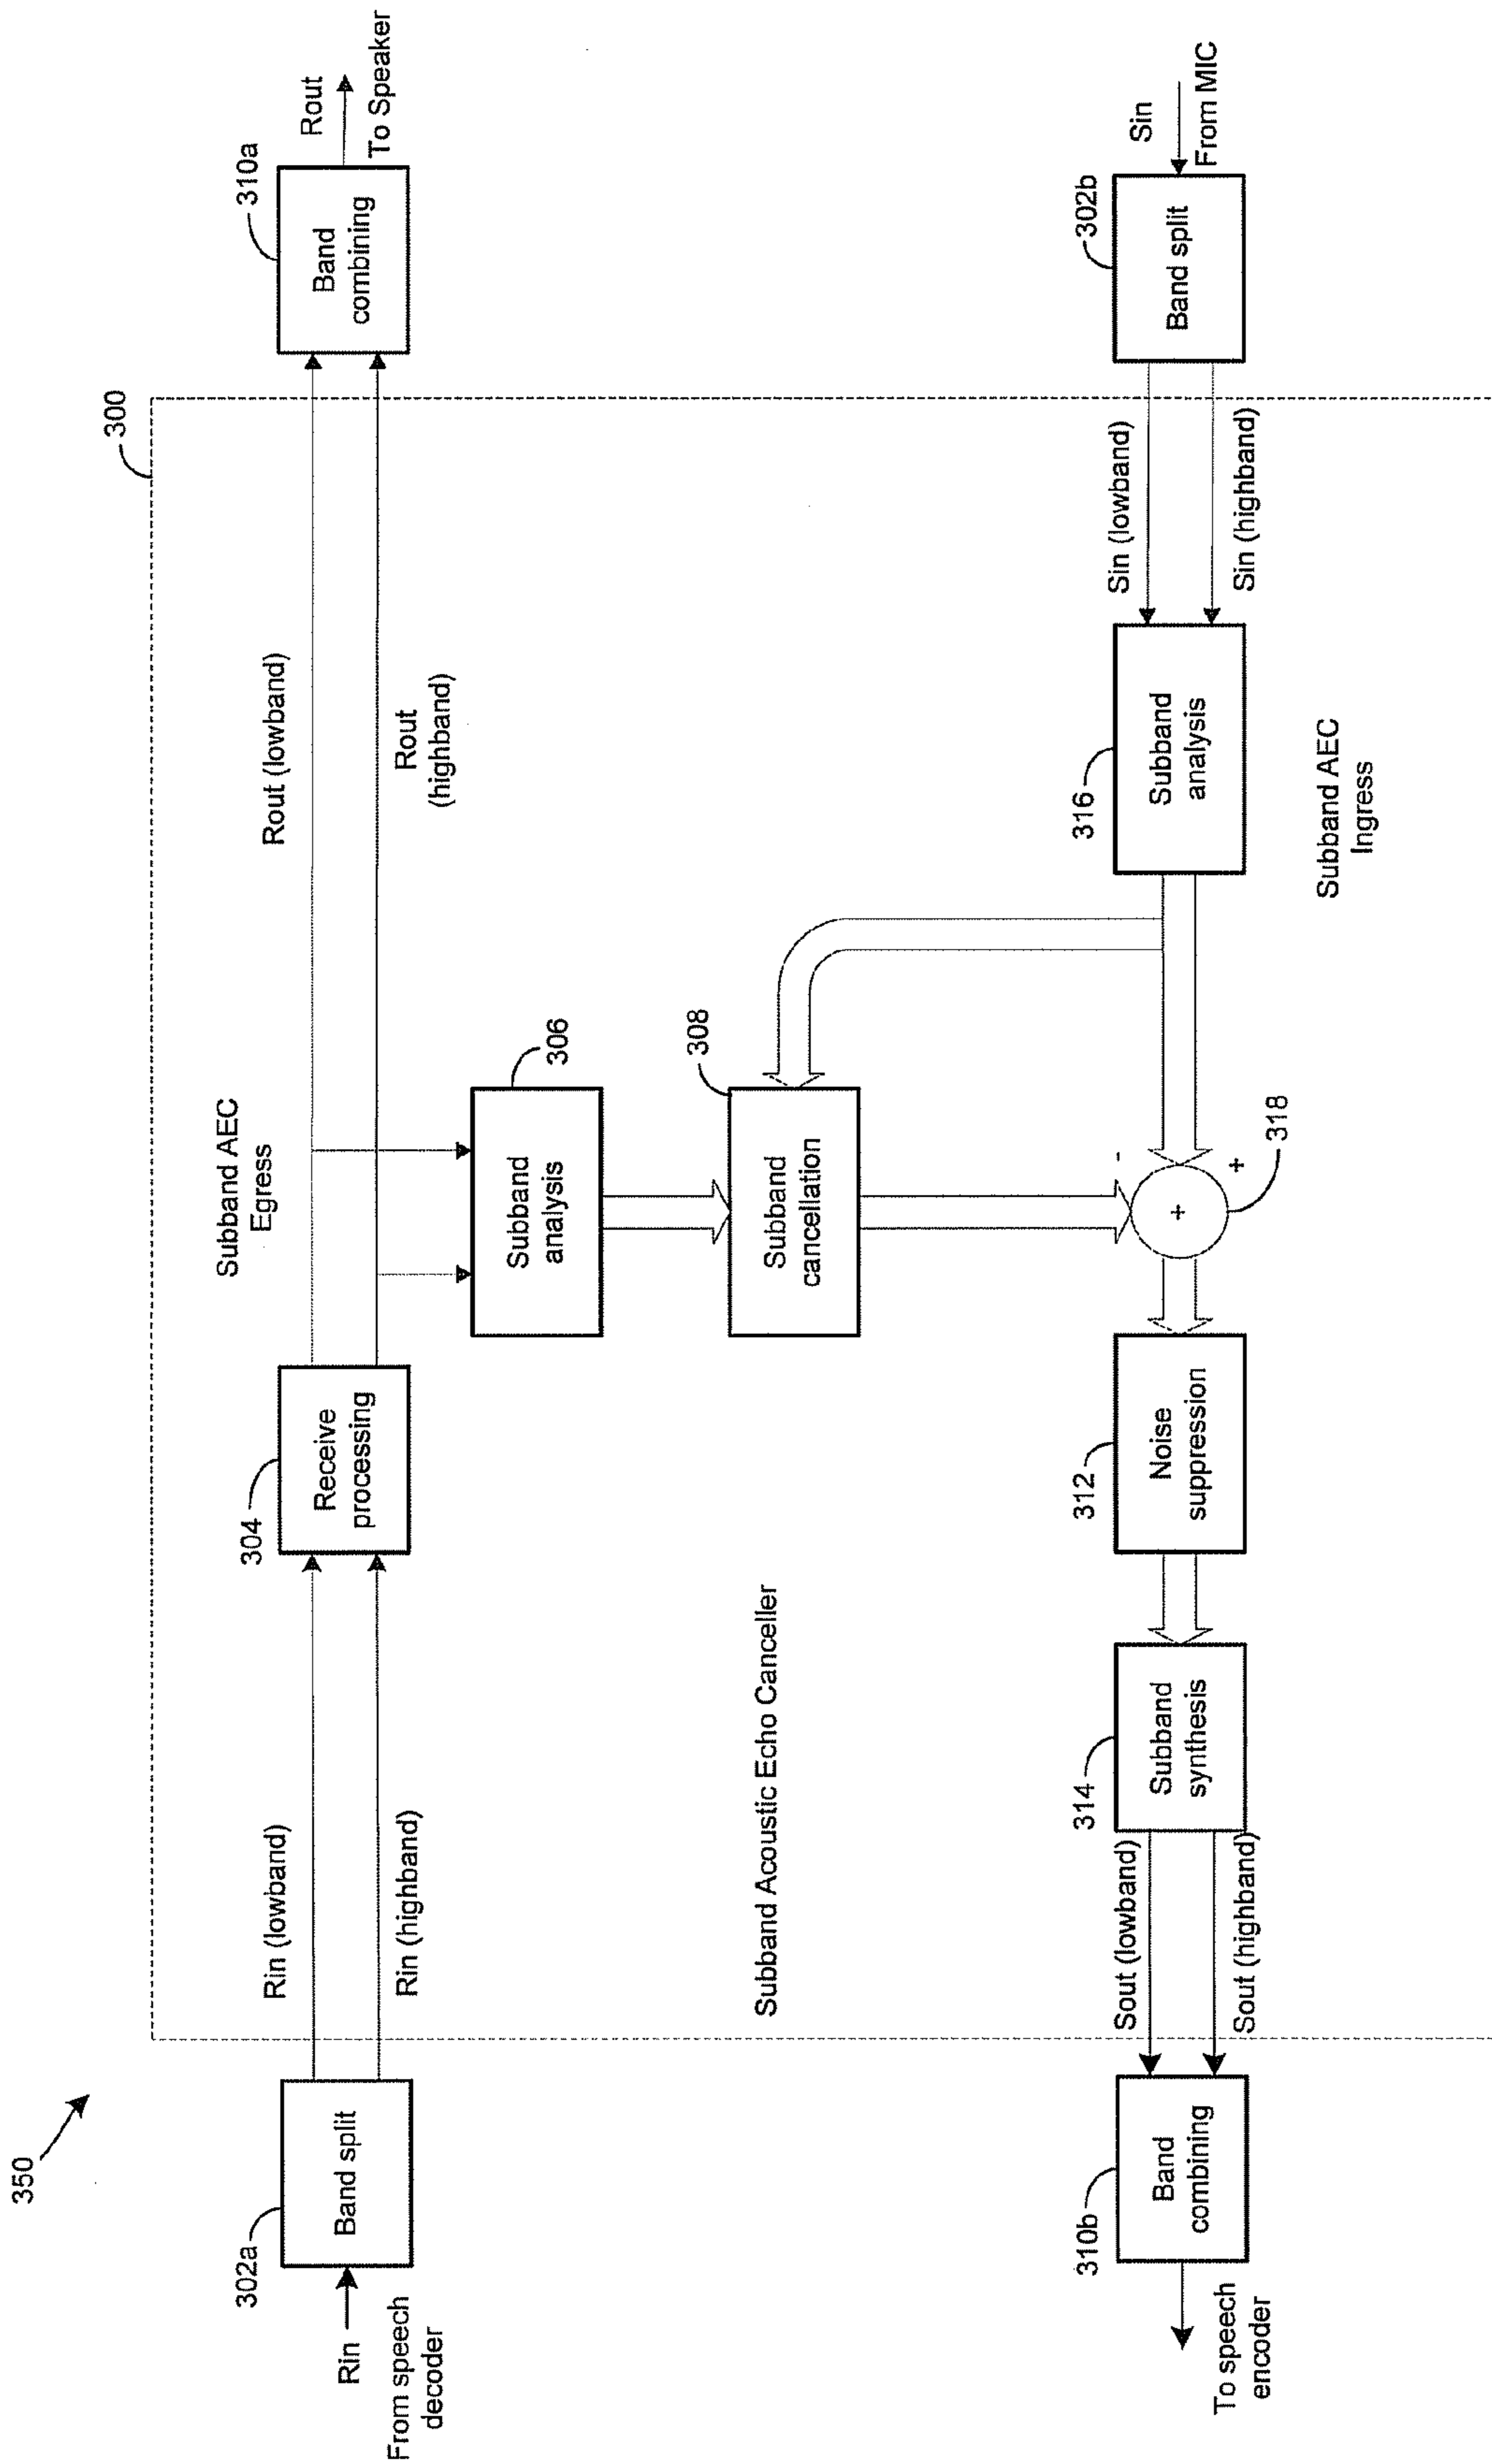 350
300
Rin
From speech
decoder
302a
Band split
Rin (lowband)
Rin (highband)
304
Receive
processing
Subband AEC
Egress
Rout (lowband)
Rout
(highband)
310a
Band
combining
Rout
To Speaker
306
Subband
analysis
308
Subband
cancellation
Subband Acoustic Echo Canceller
To speech
encoder
310b
Band
combining
Sout (lowband)
Sout (highband)
314
Subband
synthesis
312
Noise
suppression
-
+
+
318
316
Subband
analysis
Subband AEC
Ingress
Sin (lowband)
Sin (highband)
302b
Band split
Sin
From MIC